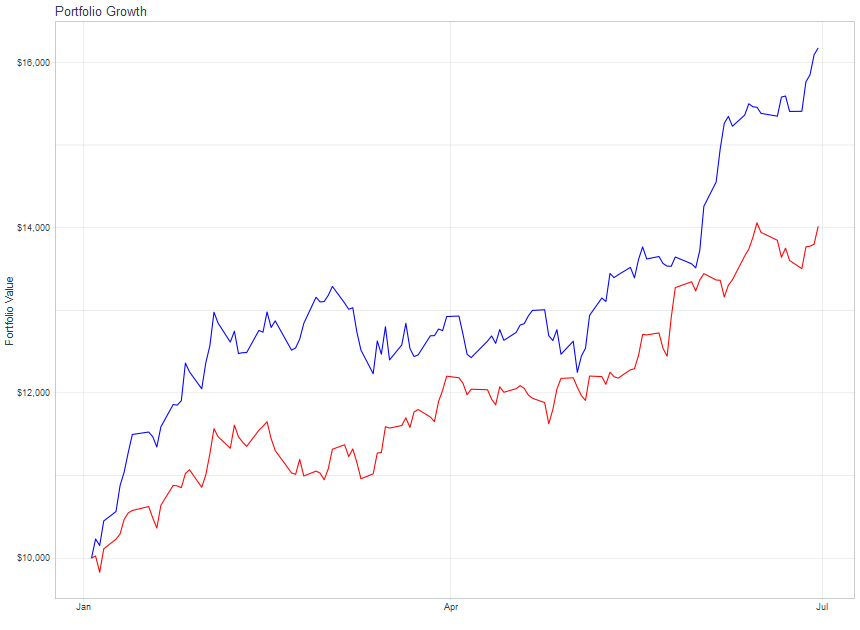 Portfolio Growth
$16,000
$14,000
Portfolio Value
$12,000
$10,000
Jan
Apr
Jul